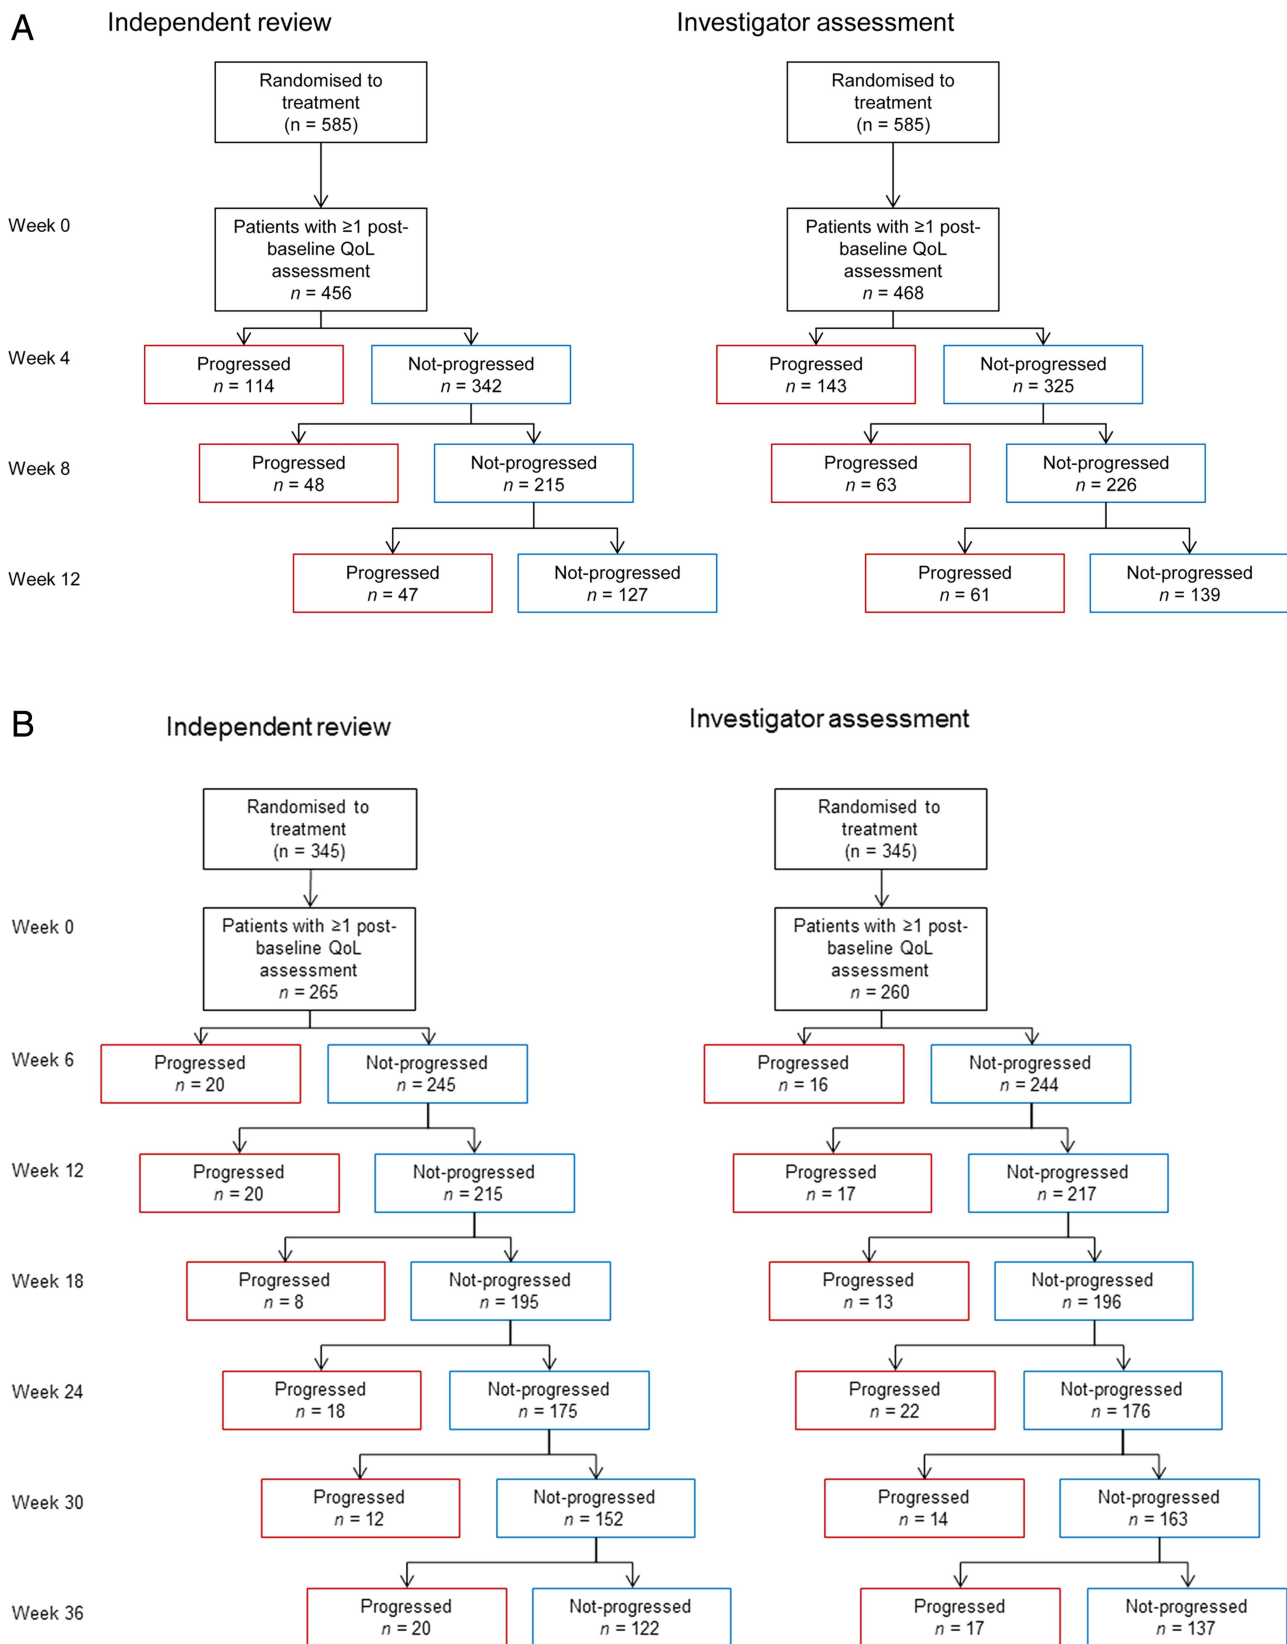 A
Independent review
Investigator assessment
Randomised to
treatment
(n = 585)
Randomised to
treatment
(n = 585)
Week 0
Patients with ≥1 post-
baseline QoL
assessment
n = 456
Patients with ≥1 post-
baseline QoL
assessment
n = 468
Week 4
Progressed
n = 114
Not-progressed
n = 342
Progressed
n = 143
Not-progressed
n = 325
Week 8
Progressed
n = 48
Not-progressed
n = 215
Progressed
n = 63
Not-progressed
n = 226
Week 12
Progressed
n = 47
Not-progressed
n = 127
Progressed
n = 61
Not-progressed
n = 139
B
Independent review
Investigator assessment
Randomised to
treatment
(n = 345)
Randomised to
treatment
(n = 345)
Week 0
Patients with ≥1 post-
baseline QoL
assessment
n = 265
Patients with ≥1 post-
baseline QoL
assessment
n = 260
Week 6
Progressed
n = 20
Not-progressed
n = 245
Progressed
n = 16
Not-progressed
n = 244
Week 12
Progressed
n = 20
Not-progressed
n = 215
Progressed
n = 17
Not-progressed
n = 217
Week 18
Progressed
n = 8
Not-progressed
n = 195
Progressed
n = 13
Not-progressed
n = 196
Week 24
Progressed
n = 18
Not-progressed
n = 175
Progressed
n = 22
Not-progressed
n = 176
Week 30
Progressed
n = 12
Not-progressed
n = 152
Progressed
n = 14
Not-progressed
n = 163
Week 36
Progressed
n = 20
Not-progressed
n = 122
Progressed
n = 17
Not-progressed
n = 137